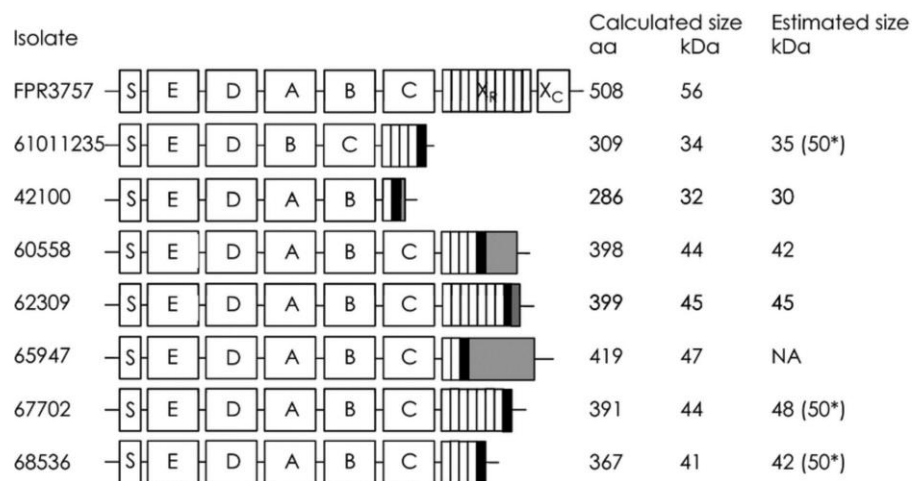 Isolate Calculated size Estimated size
aa kDa kDa
FPR3757 S E D A B C XR XC 508 56
61011235 S E D B C 309 34 35 (50*)
42100 S E D A B 286 32 30
60558 S E D A B C 398 44 42
62309 S E D A B C 399 45 45
65947 S E D A B C 419 47 NA
67702 S E D A B C 391 44 48 (50*)
68536 S E D A B C 367 41 42 (50*)